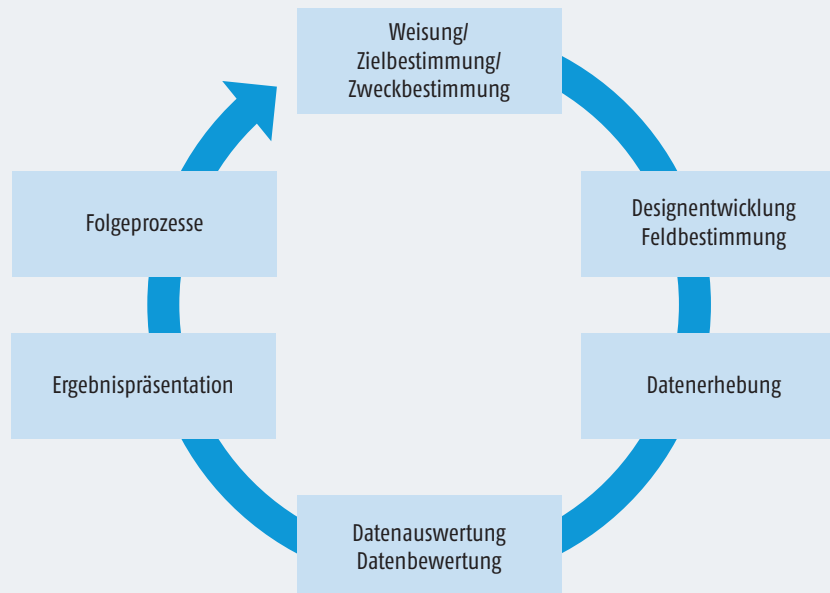 Weisung/
Zielbestimmung/
Zweckbestimmung
Designentwicklung
Feldbestimmung
Datenerhebung
Datenauswertung
Datenbewertung
Ergebnispräsentation
Folgeprozesse